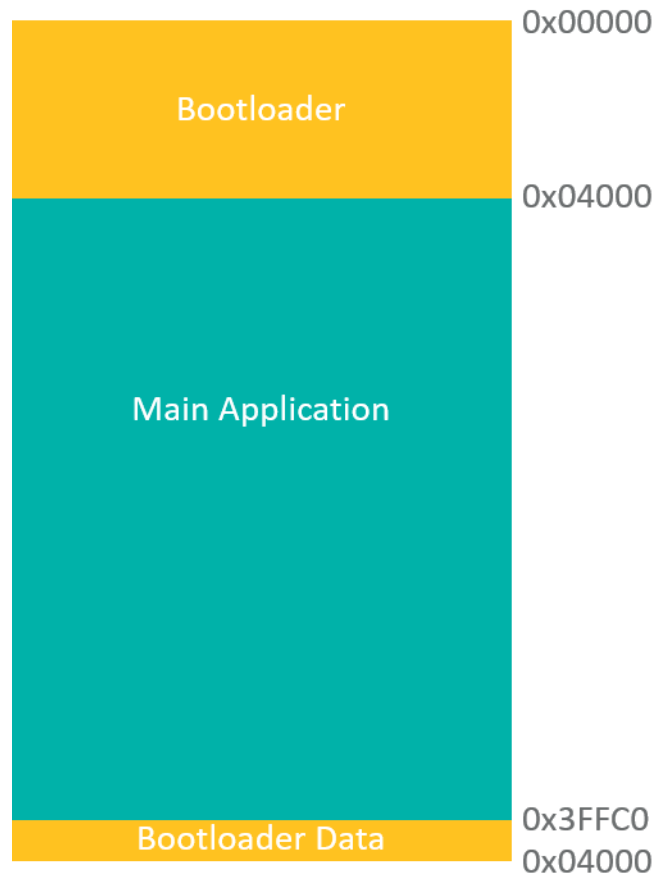 0x00000
Bootloader
0x04000
Main Application
0x3FFC0
Bootloader Data
0x04000